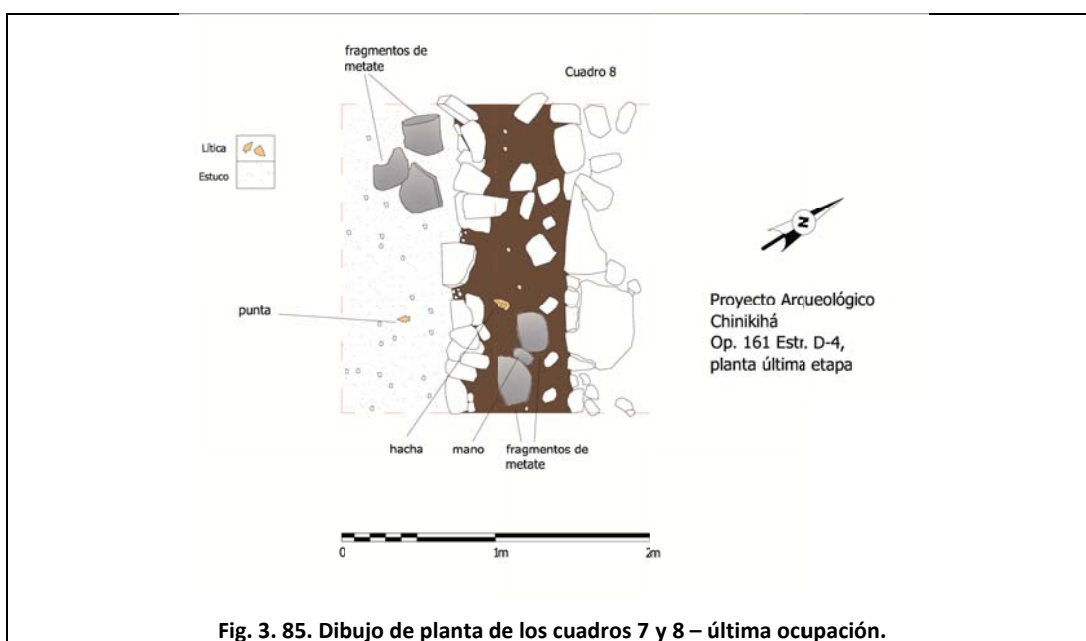 fragmentos de
metate
Cuadro 8
Lítica
Estuco
N
punta
Proyecto Arqueológico
Chinikihá
Op. 161 Estr. D-4,
planta última etapa
hacha
mano
fragmentos de
metate
0
1m
2m
Fig. 3. 85. Dibujo de planta de los cuadros 7 y 8 – última ocupación.